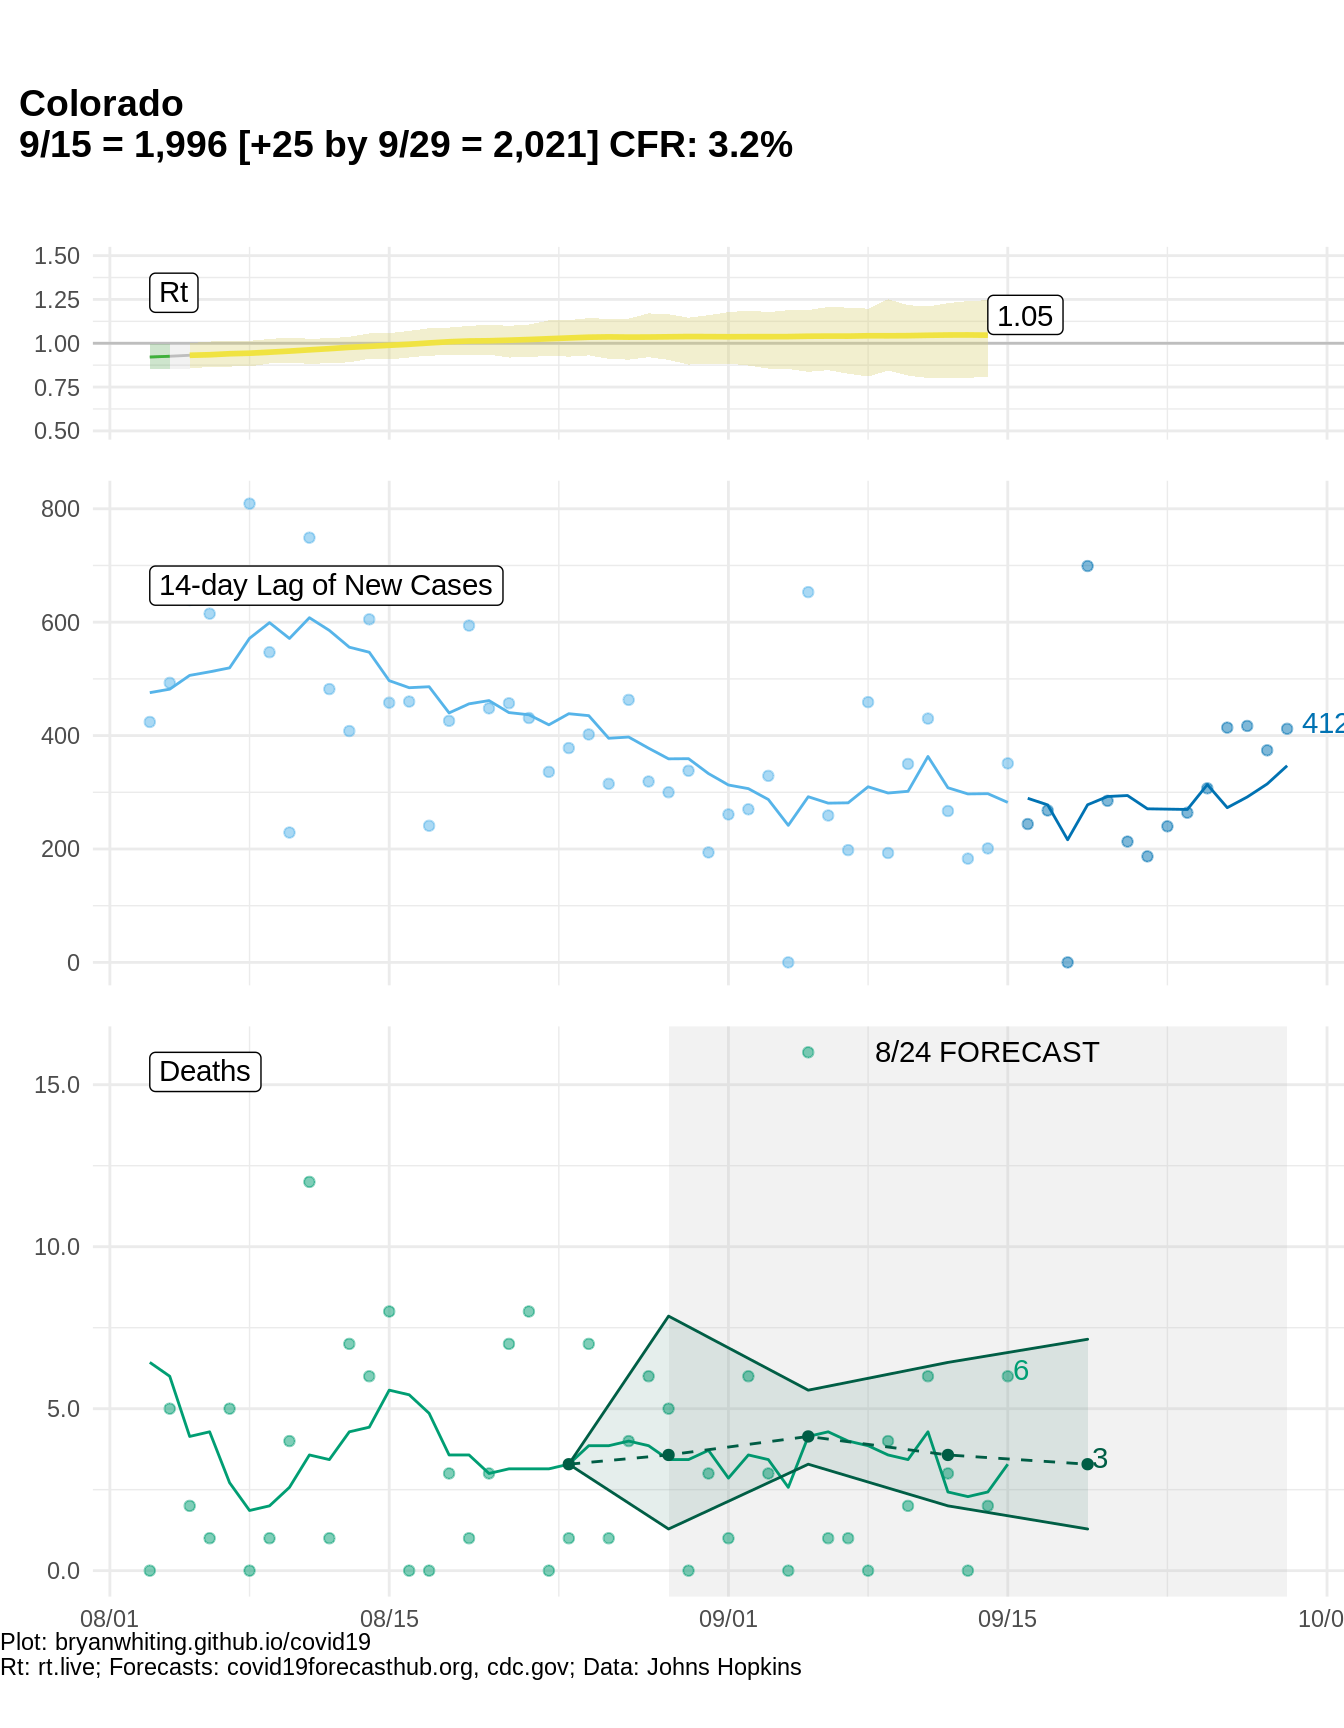 Colorado
9/15 = 1,996 [+25 by 9/29 = 2,021] CFR: 3.2%
1.50
1.25
1.00
0.75
0.50
Rt
1.05
800
600
400
200
0
14-day Lag of New Cases
412
15.0
10.0
5.0
0.0
Deaths
8/24 FORECAST
6
3
08/01 08/15 09/01 09/15 10/0
Plot: bryanwhiting.github.io/covid19
Rt: rt.live; Forecasts: covid19forecasthub.org, cdc.gov; Data: Johns Hopkins